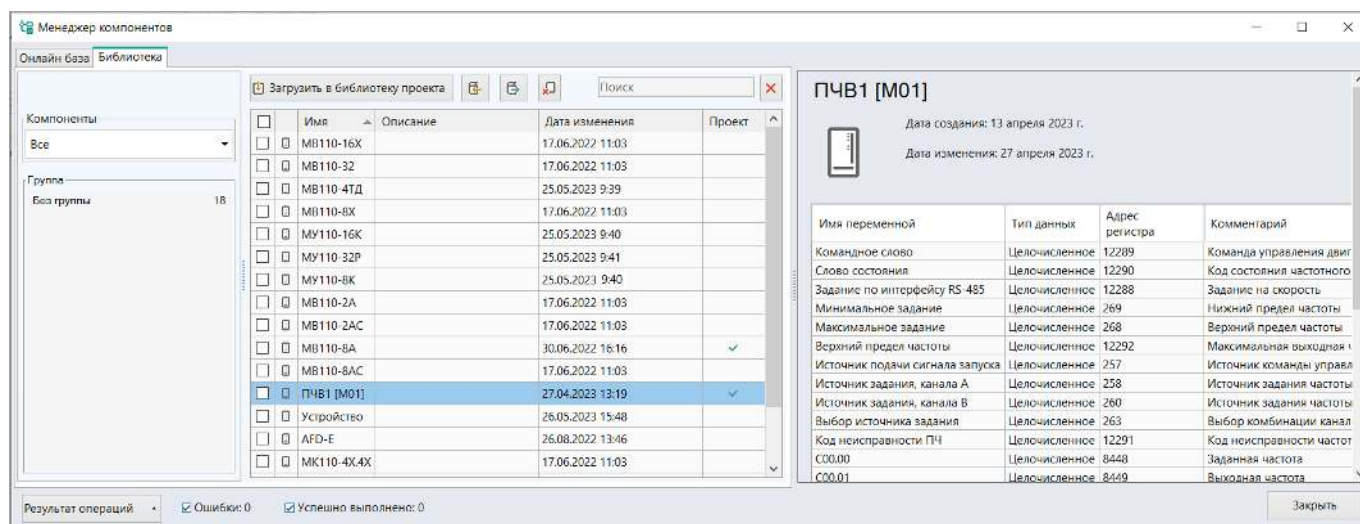 Менеджер компонентов
Онлайн база Библиотека
Загрузить в библиотеку проекта Поиск
Компоненты
Все
Группа
Без группы 18
Имя Описание Дата изменения Проект
МВ110-16Х 17.06.2022 11:03
МВ110-32 17.06.2022 11:03
МВ110-4ТД 25.05.2023 9:39
МВ110-8Х 17.06.2022 11:03
МУ110-16К 25.05.2023 9:40
МУ110-32Р 25.05.2023 9:41
МУ110-8К 25.05.2023 9:40
МВ110-2А 17.06.2022 11:03
МВ110-2АС 17.06.2022 11:03
МВ110-8А 30.06.2022 16:16
МВ110-8АС 17.06.2022 11:03
ПЧВ1 [М01] 27.04.2023 13:19
Устройство 26.05.2023 15:48
AFD-E 26.08.2022 13:46
МК110-4Х.4Х 17.06.2022 11:03
ПЧВ1 [М01]
Дата создания: 13 апреля 2023 г.
Дата изменения: 27 апреля 2023 г.
Имя переменной Тип данных Адрес регистра Комментарий
Командное слово Целочисленное 12289 Команда управления двиг
Слово состояния Целочисленное 12290 Код состояния частотного
Задание по интерфейсу RS-485 Целочисленное 12288 Задание на скорость
Минимальное задание Целочисленное 269 Нижний предел частоты
Максимальное задание Целочисленное 268 Верхний предел частоты
Верхний предел частоты Целочисленное 12292 Максимальная выходная
Источник подачи сигнала запуска Целочисленное 257 Источник команды управл
Источник задания, канала А Целочисленное 258 Источник задания частоты
Источник задания, канала В Целочисленное 260 Источник задания частоты
Выбор источника задания Целочисленное 263 Выбор комбинации канал
Код неисправности ПЧ Целочисленное 12291 Код неисправности частот
C00.00 Целочисленное 8448 Заданная частота
C00.01 Целочисленное 8449 Выходная частота
Результат операций Ошибки: 0 Успешно выполнено: 0 Закрыть